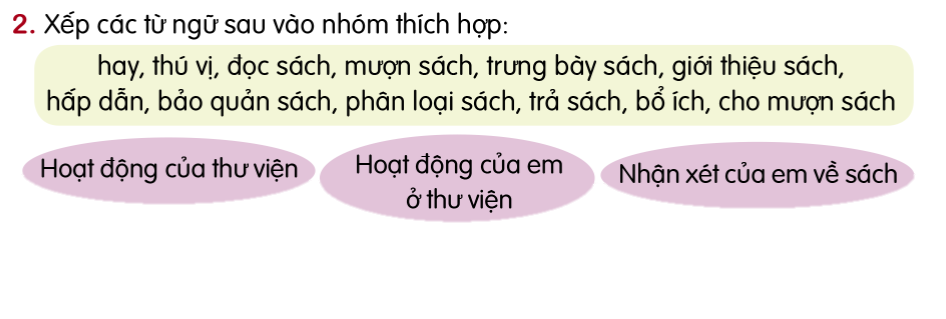 2. Xếp các từ ngữ sau vào nhóm thích hợp:
hay, thú vị, đọc sách, mượn sách, trưng bày sách, giới thiệu sách,
hấp dẫn, bảo quản sách, phân loại sách, trả sách, bổ ích, cho mượn sách
Hoạt động của thư viện
Hoạt động của em
ở thư viện
Nhận xét của em về sách